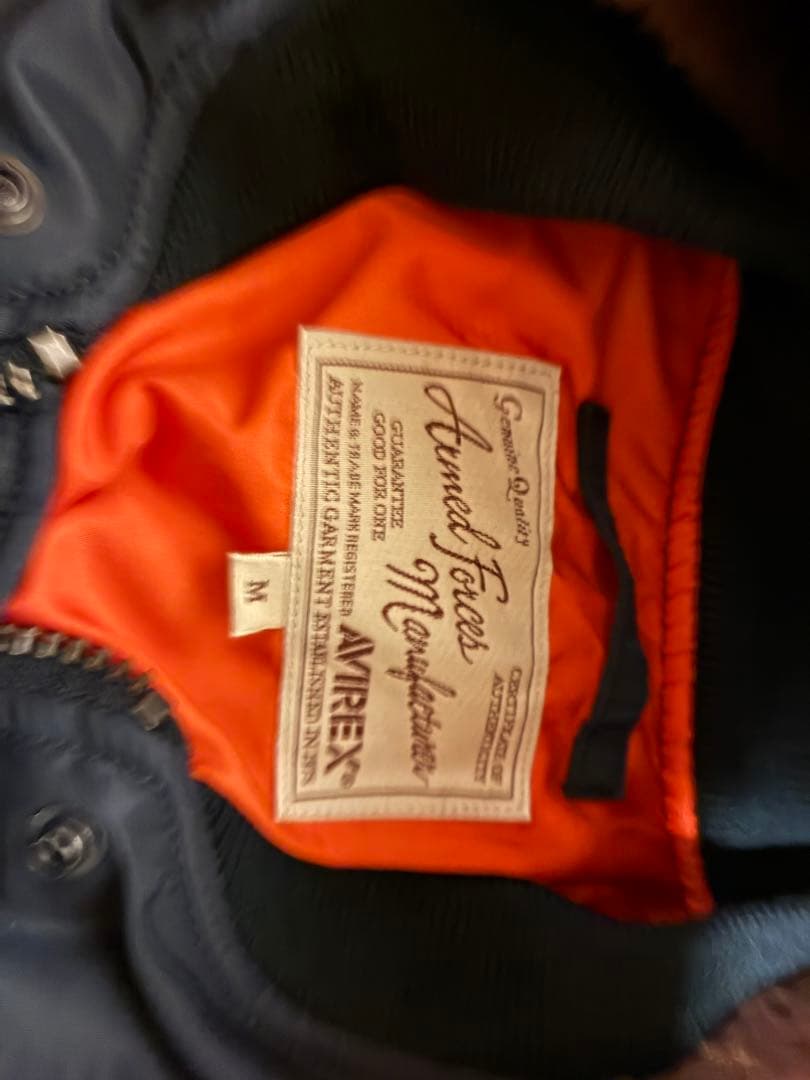 Genuine Quality
CERTIFICATE OF
AUTHENTICITY
Armed Forces
Manufacturer
GUARANTEE
GOOD FOR ONE
NAME & TRADE MARK REGISTERED
AVIREX®
AUTHENTIC GARMENT ESTABLISHED IN 1975
M